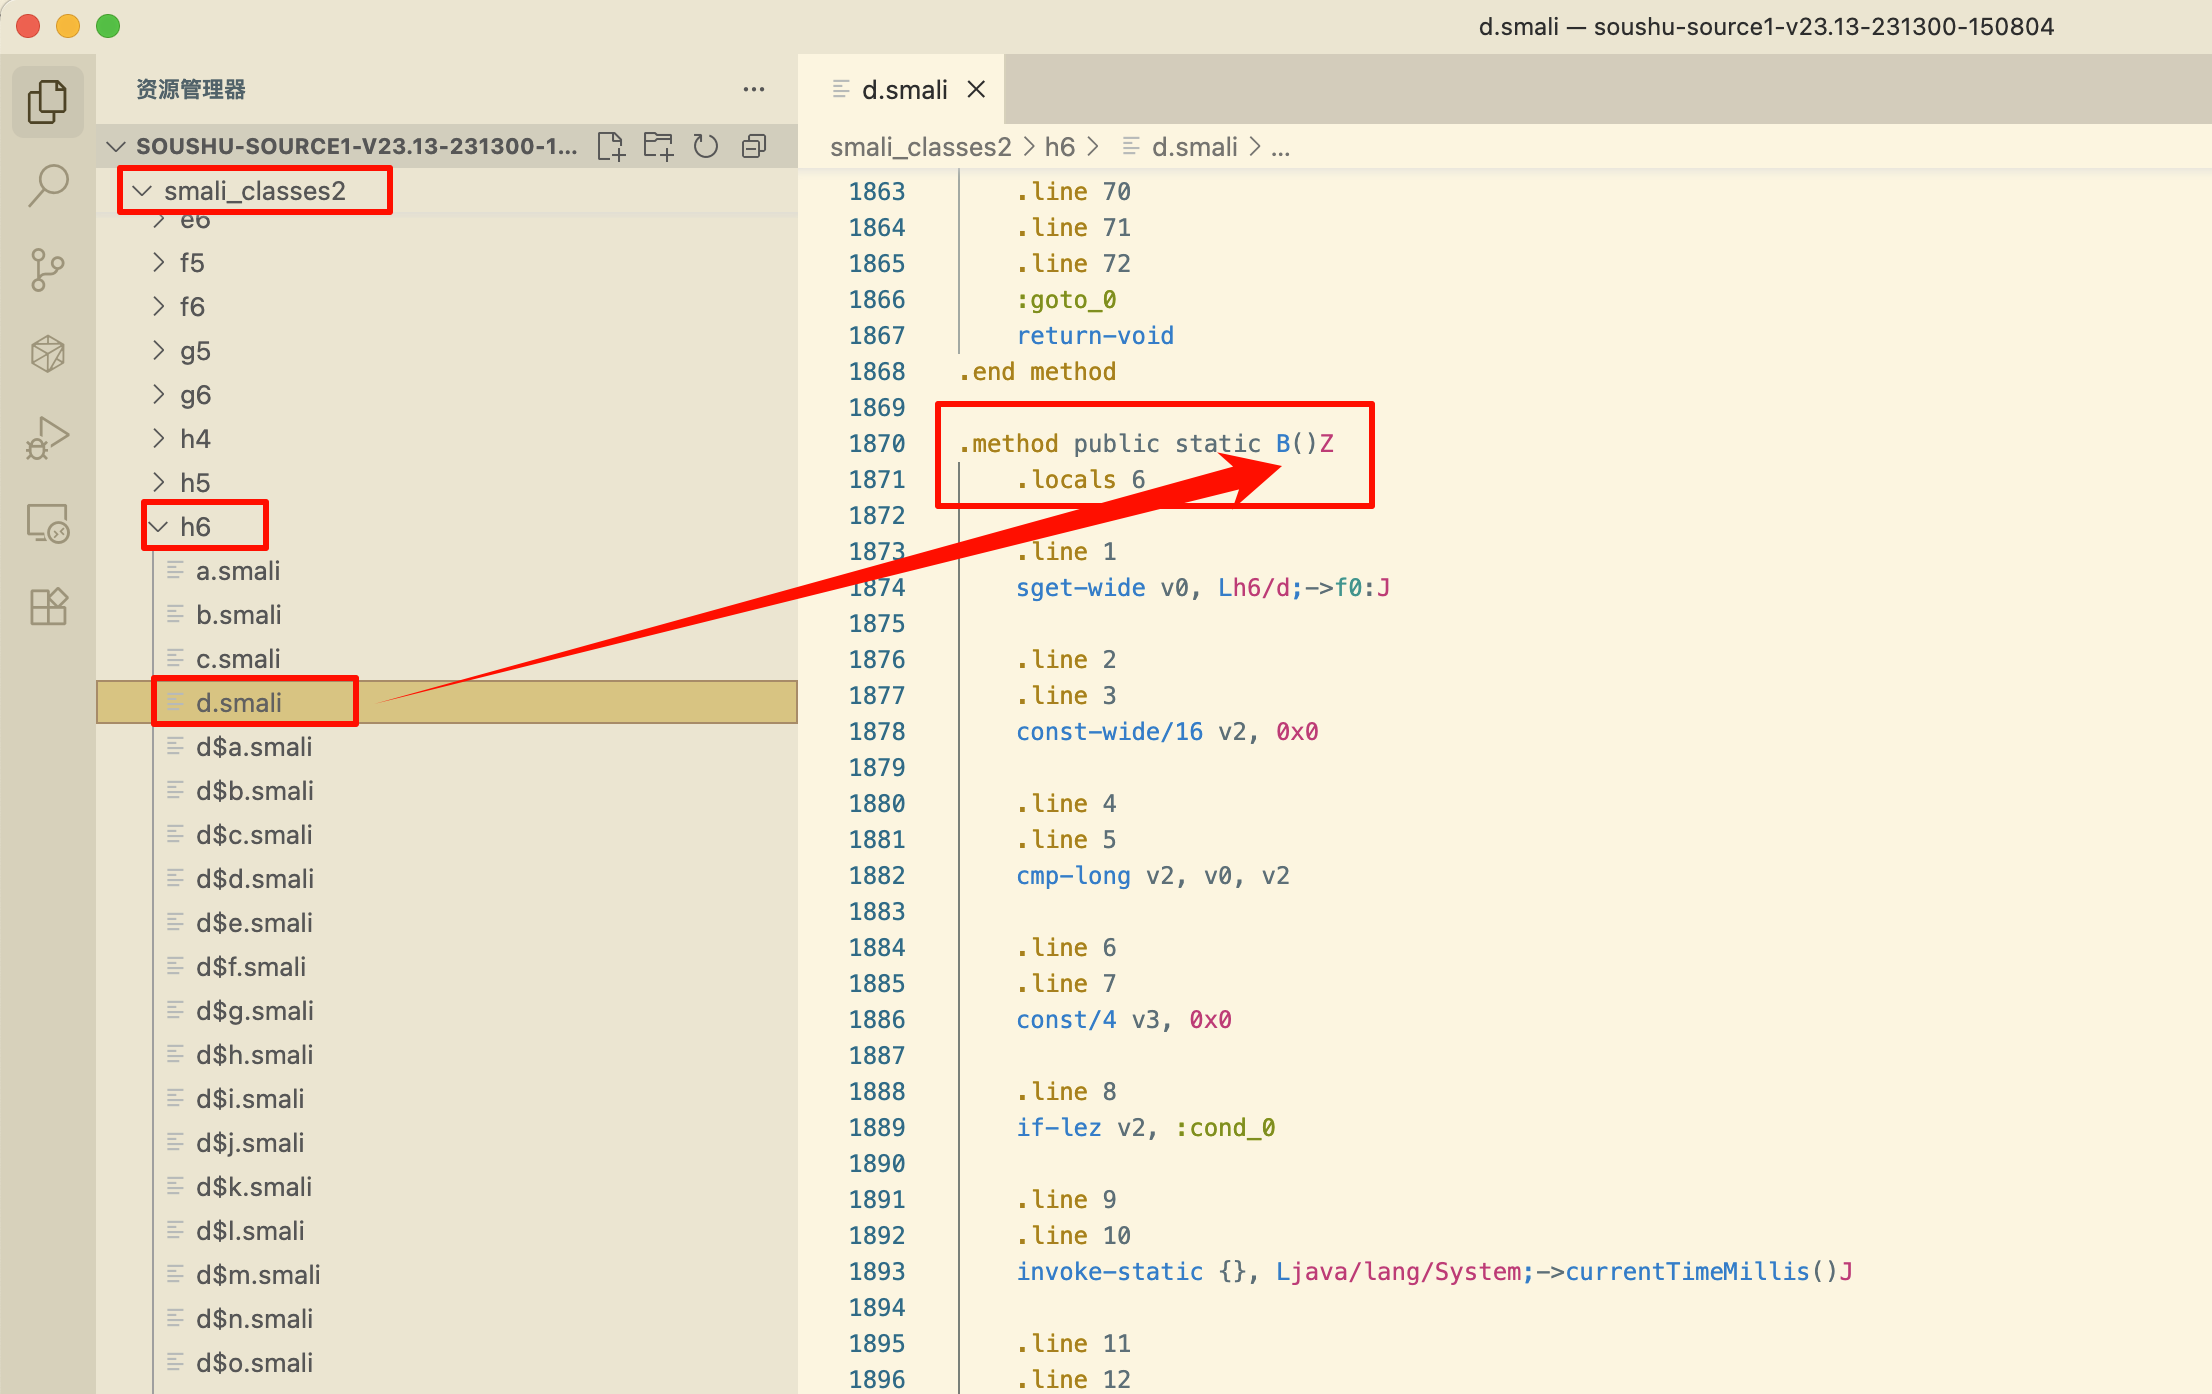 d.smali — soushu-source1-v23.13-231300-150804
资源管理器
SOUSHU-SOURCE1-V23.13-231300-1...
smali_classes2
e6
f5
f6
g5
g6
h4
h5
h6
a.smali
b.smali
c.smali
d.smali
d$a.smali
d$b.smali
d$c.smali
d$d.smali
d$e.smali
d$f.smali
d$g.smali
d$h.smali
d$i.smali
d$j.smali
d$k.smali
d$l.smali
d$m.smali
d$n.smali
d$o.smali
d.smali
smali_classes2 > h6 > d.smali > ...
1863 .line 70
1864 .line 71
1865 .line 72
1866 :goto_0
1867 return-void
1868 .end method
1869
1870 .method public static B()Z
1871 .locals 6
1872
1873 .line 1
1874 sget-wide v0, Lh6/d;->f0:J
1875
1876 .line 2
1877 .line 3
1878 const-wide/16 v2, 0x0
1879
1880 .line 4
1881 .line 5
1882 cmp-long v2, v0, v2
1883
1884 .line 6
1885 .line 7
1886 const/4 v3, 0x0
1887
1888 .line 8
1889 if-lez v2, :cond_0
1890
1891 .line 9
1892 .line 10
1893 invoke-static {}, Ljava/lang/System;->currentTimeMillis()J
1894
1895 .line 11
1896 .line 12